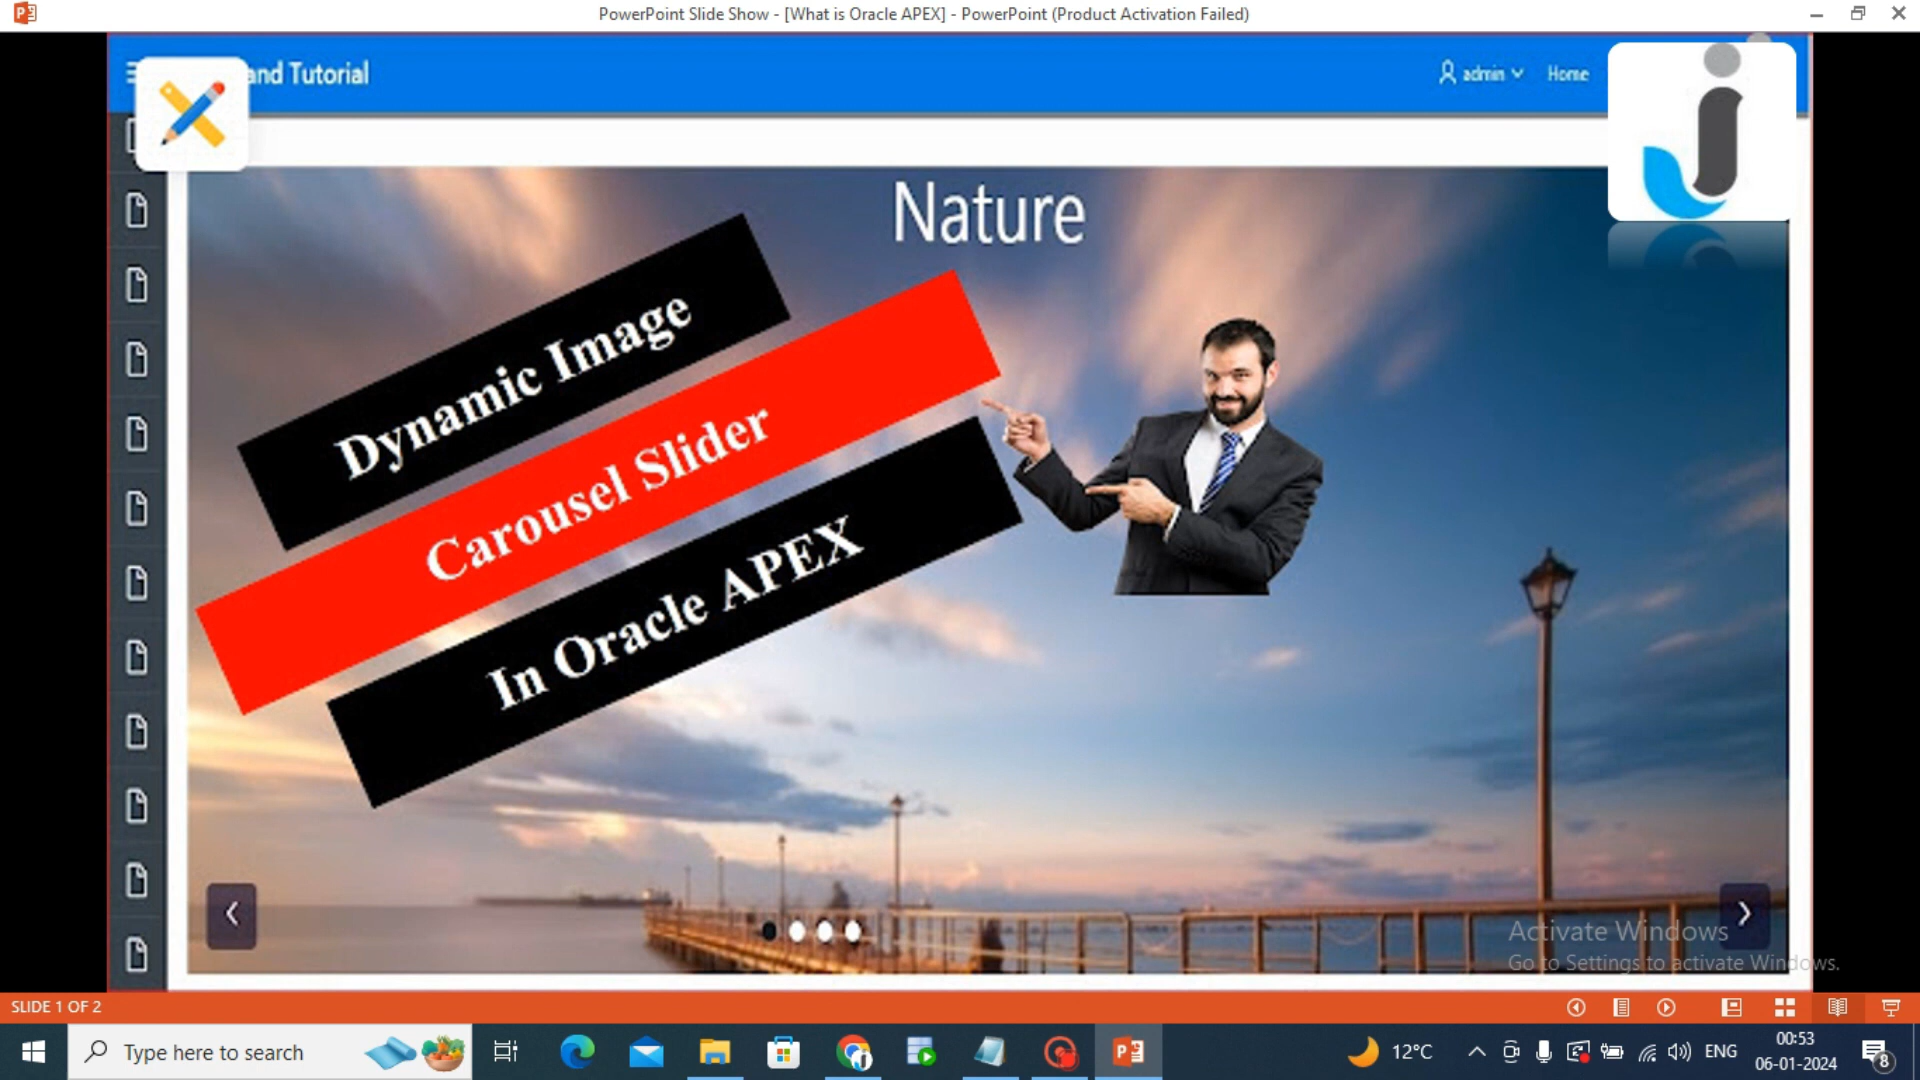 PowerPoint Slide Show - [What is Oracle APEX] - PowerPoint (Product Activation Failed)
and Tutorial
admin
Home
Nature
Dynamic Image
Carousel Slider
In Oracle APEX
Activate Windows
Go to Settings to activate Windows.
SLIDE 1 OF 2
Type here to search
12°C
ENG
00:53
06-01-2024
8